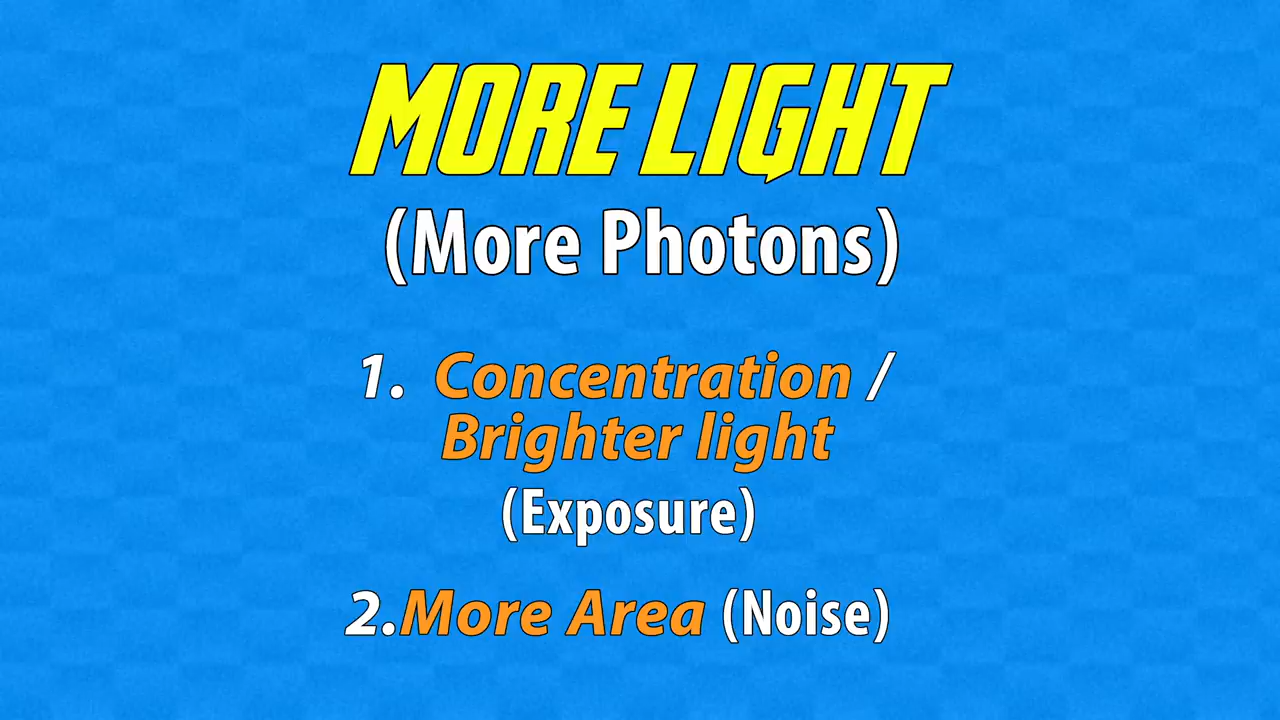 MORE LIGHT
(More Photons)
1. Concentration /
Brighter light
(Exposure)
2.More Area (Noise)